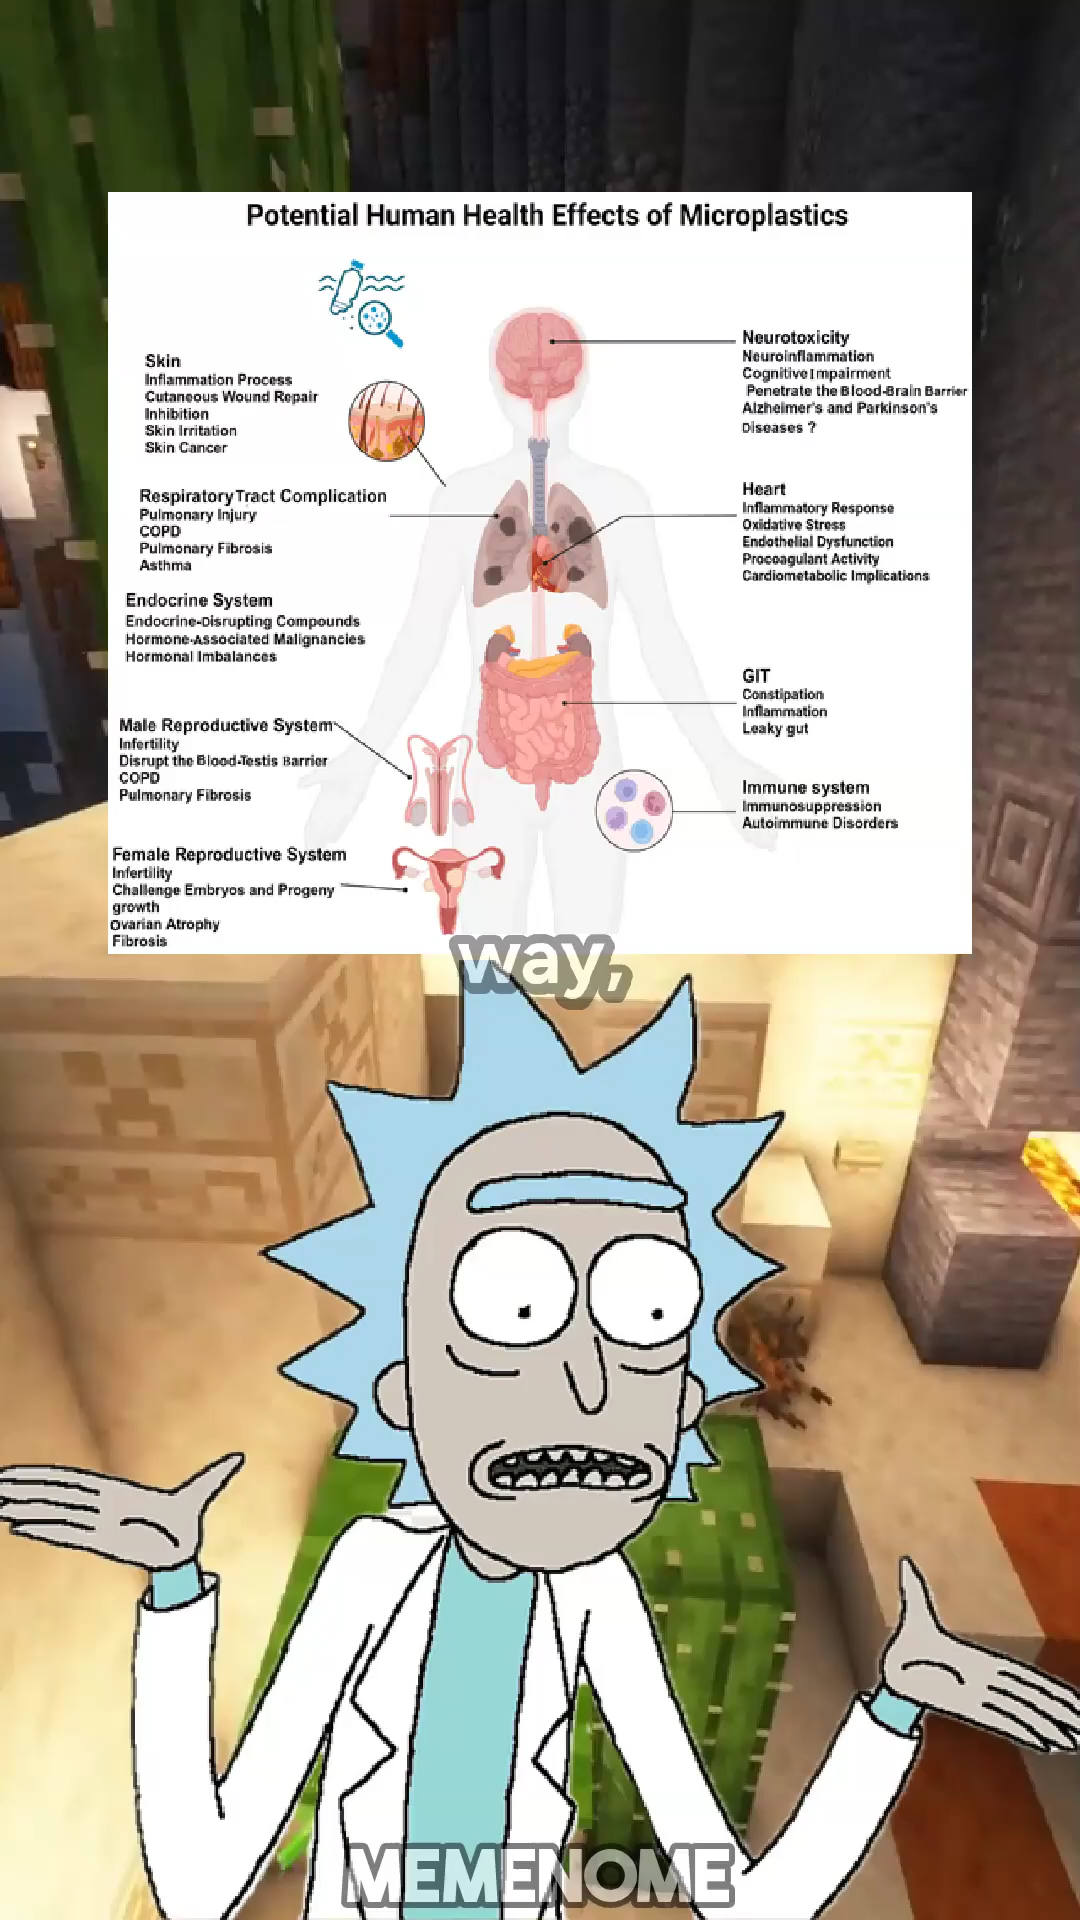 Potential Human Health Effects of Microplastics
Skin
Inflammation Process
Cutaneous Wound Repair
Inhibition
Skin Irritation
Skin Cancer
Respiratory Tract Complication
Pulmonary Injury
COPD
Pulmonary Fibrosis
Asthma
Endocrine System
Endocrine-Disrupting Compounds
Hormone-Associated Malignancies
Hormonal Imbalances
Male Reproductive System
Infertility
Disrupt the Blood-Testis Barrier
COPD
Pulmonary Fibrosis
Female Reproductive System
Infertility
Challenge Embryos and Progeny
growth
Ovarian Atrophy
Fibrosis
Neurotoxicity
Neuroinflammation
Cognitive Impairment
Penetrate the Blood-Brain Barrier
Alzheimer's and Parkinson's
Diseases ?
Heart
Inflammatory Response
Oxidative Stress
Endothelial Dysfunction
Procoagulant Activity
Cardiometabolic Implications
GIT
Constipation
Inflammation
Leaky gut
Immune system
Immunosuppression
Autoimmune Disorders
way,
MEMENOME